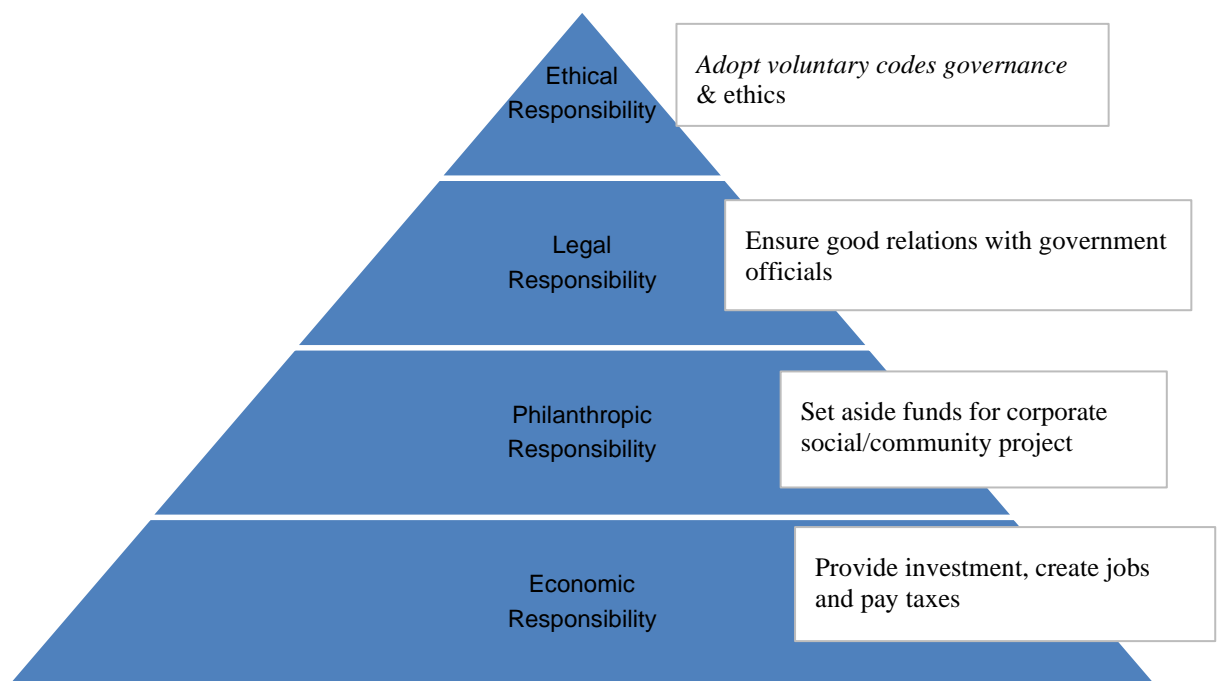 Ethical
Responsibility
Adopt voluntary codes governance
& ethics
Legal
Responsibility
Ensure good relations with government
officials
Philanthropic
Responsibility
Set aside funds for corporate
social/community project
Economic
Responsibility
Provide investment, create jobs
and pay taxes